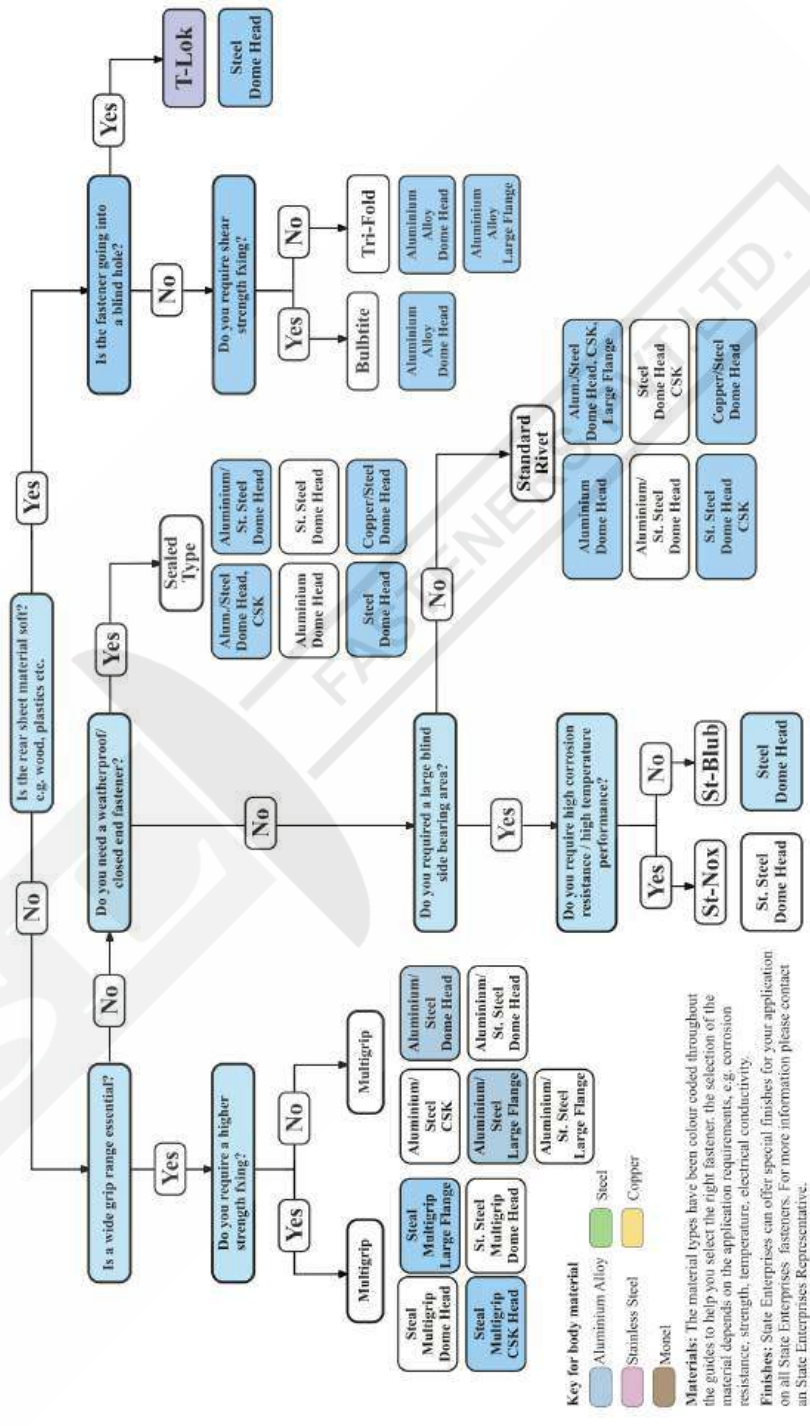 Is the rear sheet material soft?
e.g. wood, plastics etc.
No
Yes
Is a wide grip range essential?
No
Yes
Do you require a higher
strength fxing?
Yes
No
Multigrip
Steal
Multigrip
Dome Head
Steal
Multigrip
Large Flange
Steal
Multigrip
CSK Head
St. Steel
Multigrip
Dome Head
Multigrip
Aluminium/
Steel
CSK
Aluminium/
Steel
Dome Head
Aluminium/
Steel
Large Flange
Aluminium/
St. Steel
Dome Head
Aluminium/
St. Steel
Large Flange
Do you need a weatherproof/
closed end fastener?
Yes
No
Sealed
Type
Alum./Steel
Dome Head,
CSK
Aluminium/
St. Steel
Dome Head
Aluminium
Dome Head
St. Steel
Dome Head
Steel
Dome Head
Copper/Steel
Dome Head
Do you required a large blind
side bearing area?
Yes
No
Do you require high corrosion
resistance / high temperature
performance?
Yes
No
St-Nox
St. Steel
Dome Head
St-Blub
Steel
Dome Head
Standard
Rivet
Aluminium
Dome Head
Alum./Steel
Dome Head, CSK,
Large Flange
Aluminium/
St. Steel
Dome Head
Steel
Dome Head/
CSK
St. Steel
Dome Head
CSK
Copper/Steel
Dome Head
Is the fastener going into
a blind hole?
Yes
No
T-Lok
Steel
Dome Head
Do you require shear
strength fxing?
Yes
No
Bulbtite
Aluminium
Alloy
Dome Head
Tri-Fold
Aluminium
Alloy
Dome Head
Aluminium
Alloy
Large Flange
Key for body material
Aluminium Alloy
Steel
Stainless Steel
Copper
Monel
Materials: The material types have been colour coded throughout
the guides to help you select the right fastener. the selection of the
material depends on the application requirements, e.g. corrosion
resistance, strength, temperature, electrical conductivity.
Finishes: State Enterprises can offer special finishes for your application
on all State Enterprises fasteners. For more information please contact
an State Enterprises Representative.
FASTENERS PVT. LTD.